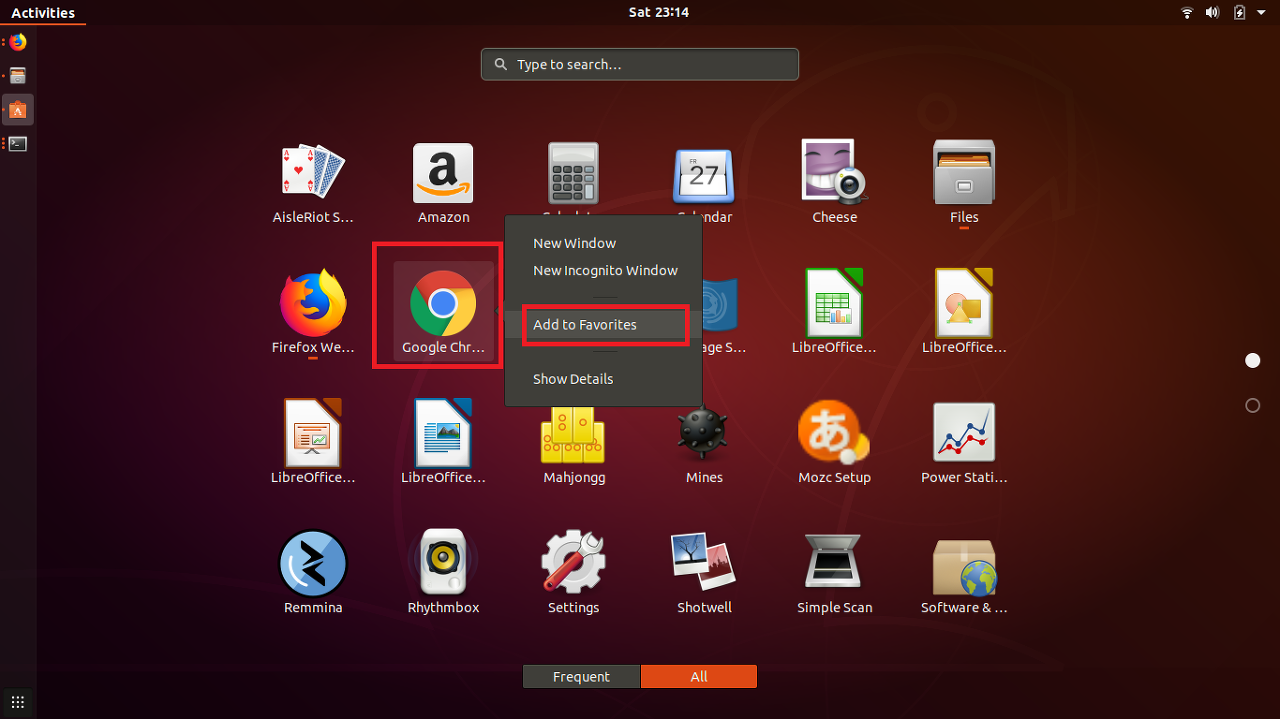 Activities
Sat 23:14
Type to search...
AisleRiot S...
Amazon
Calendar
Cheese
Files
New Window
New Incognito Window
Add to Favorites
Show Details
Firefox We...
Google Chr...
LibreOffice...
LibreOffice...
LibreOffice...
LibreOffice...
Mahjongg
Mines
Mozc Setup
Power Stati...
Remmina
Rhythmbox
Settings
Shotwell
Simple Scan
Software & ...
Frequent
All